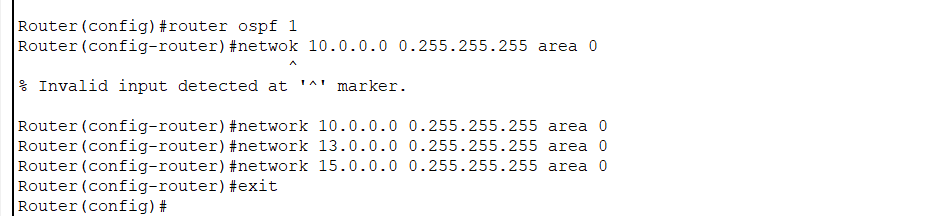 Router(config)#router ospf 1
Router(config-router)#netwok 10.0.0.0 0.255.255.255 area 0
^
% Invalid input detected at '^' marker.
Router(config-router)#network 10.0.0.0 0.255.255.255 area 0
Router(config-router)#network 13.0.0.0 0.255.255.255 area 0
Router(config-router)#network 15.0.0.0 0.255.255.255 area 0
Router(config-router)#exit
Router(config)#